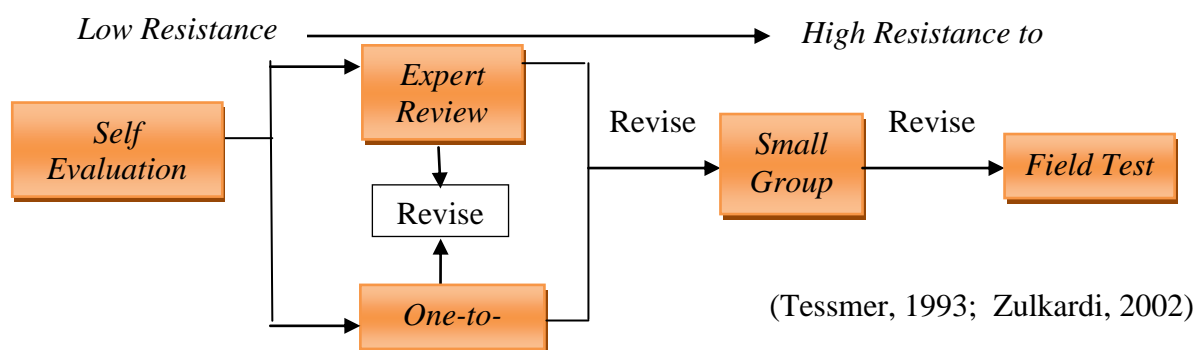 Low Resistance
High Resistance to
Expert
Review
Self
Evaluation
Revise
Revise
Small
Group
Revise
Field Test
One-to-
(Tessmer, 1993; Zulkardi, 2002)